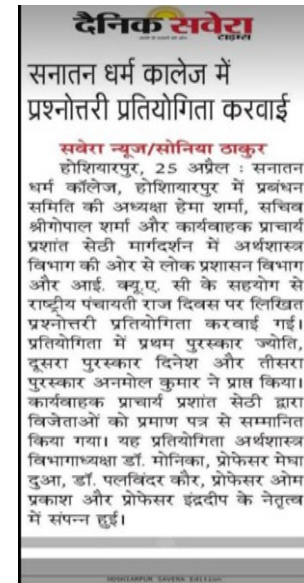 दैनिक सवेरा
टाइम्स
सनातन धर्म कालेज में
प्रश्नोत्तरी प्रतियोगिता करवाई
सवेरा न्यूज/सोनिया ठाकुर
होशियारपुर, 25 अप्रैल : सनातन
धर्म कॉलेज, होशियारपुर में प्रबंधन
समिति की अध्यक्षा हेमा शर्मा, सचिव
श्रीगोपाल शर्मा और कार्यवाहक प्राचार्य
प्रशांत सेठी मार्गदर्शन में अर्थशास्त्र
विभाग की ओर से लोक प्रशासन विभाग
और आई. क्यू.ए. सी के सहयोग से
राष्ट्रीय पंचायती राज दिवस पर लिखित
प्रश्नोत्तरी प्रतियोगिता करवाई गई।
प्रतियोगिता में प्रथम पुरस्कार ज्योति,
दूसरा पुरस्कार दिनेश और तीसरा
पुरस्कार अनमोल कुमार ने प्राप्त किया।
कार्यवाहक प्राचार्य प्रशांत सेठी द्वारा
विजेताओं को प्रमाण पत्र से सम्मानित
किया गया। यह प्रतियोगिता अर्थशास्त्र
विभागाध्यक्षा डॉ. मोनिका, प्रोफेसर मेघा
दुआ, डॉ. पलविंदर कौर, प्रोफेसर ओम
प्रकाश और प्रोफेसर इंद्रदीप के नेतृत्व
में संपन्न हुई।
HOSHIARPUR SAVERA Edition